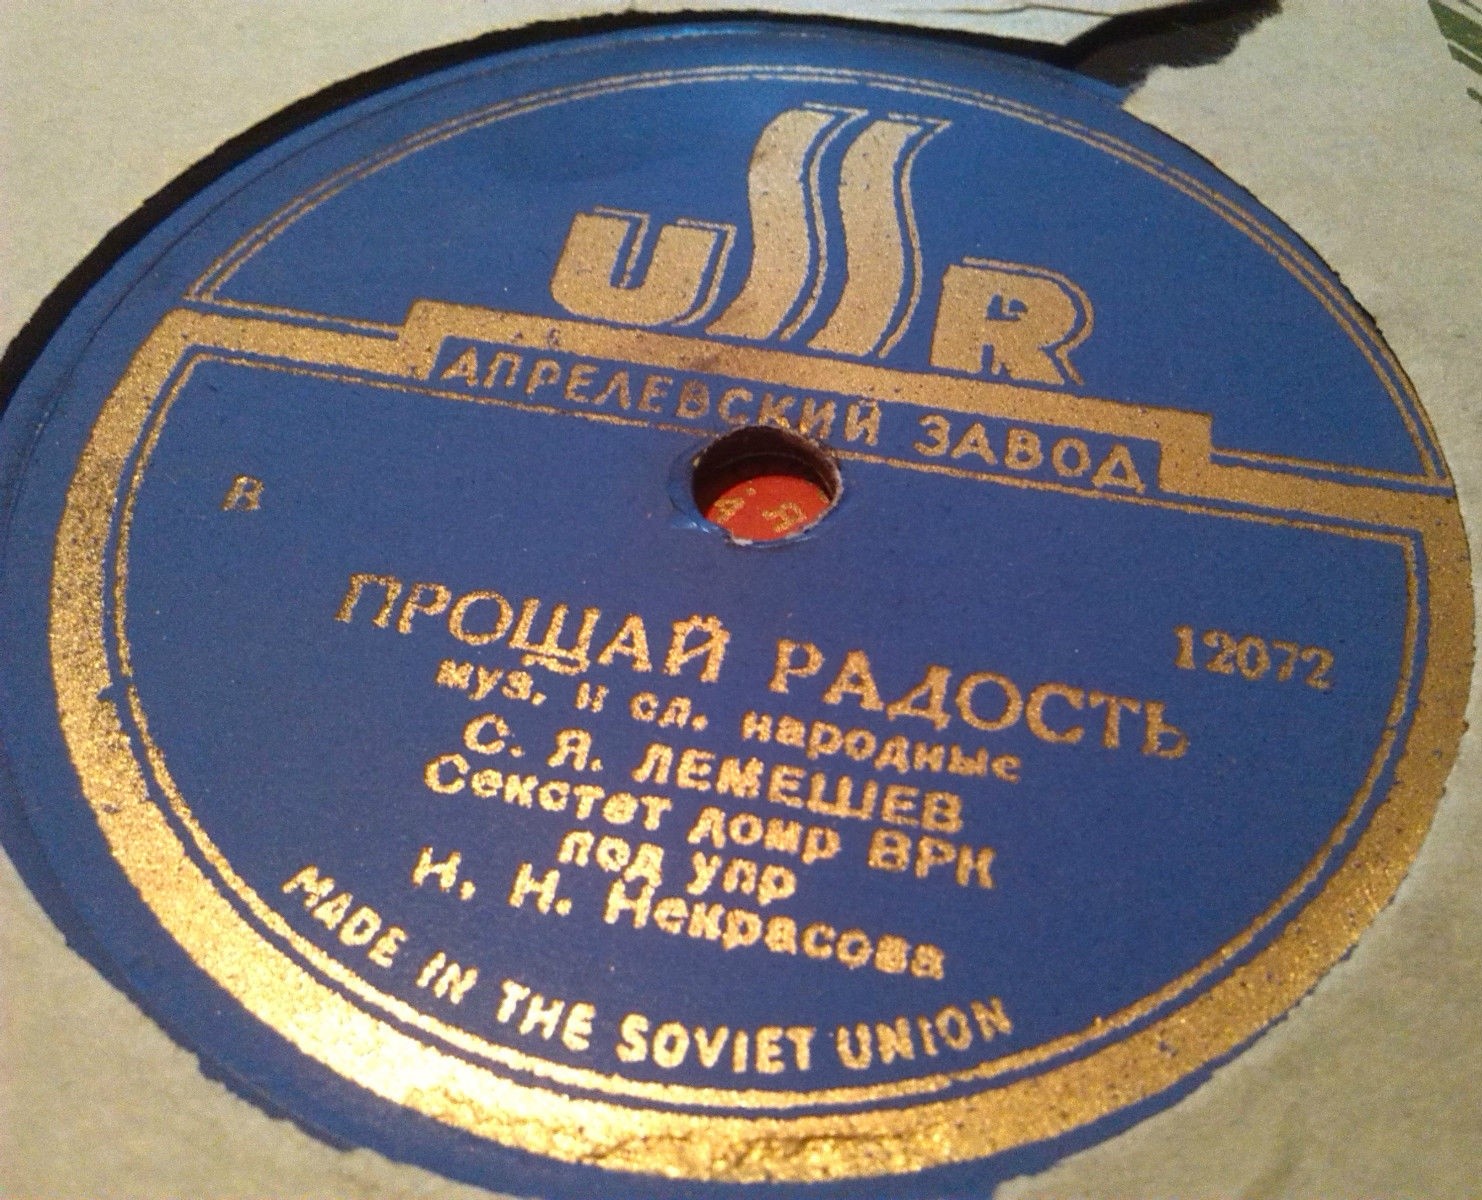 USSR
АПРЕЛЕВСКИЙ ЗАВОД
В
12072
ПРОЩАЙ РАДОСТЬ
муз. и сл. народные
С. Я. ЛЕМЕШЕВ
Секстет домр ВРК
под упр
Н. Н. Некрасова
MADE IN THE SOVIET UNION